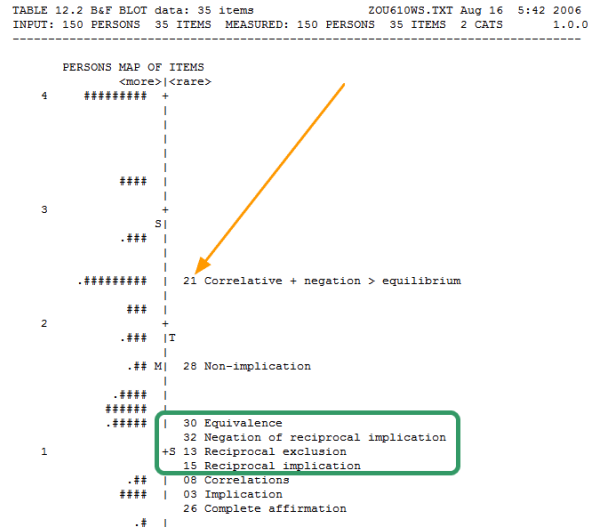 TABLE 12.2 B&F BLOT data: 35 items ZOU610WS.TXT Aug 16 5:42 2006
INPUT: 150 PERSONS 35 ITEMS MEASURED: 150 PERSONS 35 ITEMS 2 CATS 1.0.0
--------------------------------------------------------------------------------
PERSONS MAP OF ITEMS
<more>|<rare>
4 ######### +
|
|
|
|
|
#### |
|
3 +
S|
.### |
|
|
.######### | 21 Correlative + negation > equilibrium
|
### |
2 +
.### |T
|
.## M| 28 Non-implication
|
.#### |
###### |
.##### | 30 Equivalence
32 Negation of reciprocal implication
1 +S 13 Reciprocal exclusion
15 Reciprocal implication
.## | 08 Correlations
#### | 03 Implication
26 Complete affirmation
.# |